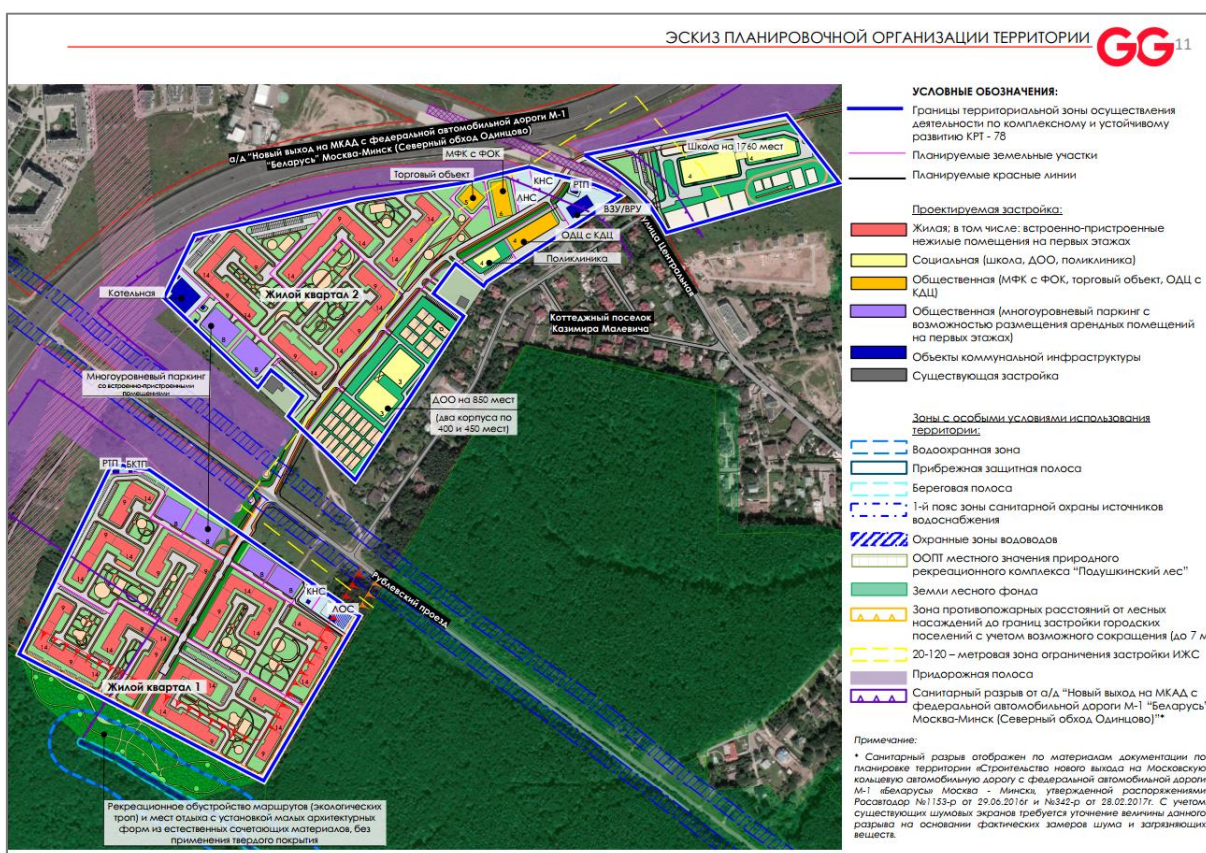 ЭСКИЗ ПЛАНИРОВОЧНОЙ ОРГАНИЗАЦИИ ТЕРРИТОРИИ
GG
11
а/д "Новый выход на МКАД с федеральной автомобильной дороги М-1
"Беларусь" Москва-Минск (Северный обход Одинцово)
МФК с ФОК
Торговый объект
КНС
РТП
ЛНС
ВЗУ/ВРУ
Школа на 1760 мест
ОДЦ с КДЦ
Поликлиника
улица Центральная
Котельная
Жилой квартал 2
Коттеджный поселок
Казимира Малевича
Многоуровневый паркинг
со встроенно-пристроенными
помещениями
ДОО на 850 мест
(два корпуса по
400 и 450 мест)
РТП
БКТП
КНС
ЛОС
Рублевский проезд
Жилой квартал 1
Рекреационное обустройство маршрутов (экологических
троп) и мест отдыха с установкой малых архитектурных
форм из естественных сочетающих материалов, без
применения твердого покрытия
УСЛОВНЫЕ ОБОЗНАЧЕНИЯ:
Границы территориальной зоны осуществления
деятельности по комплексному и устойчивому
развитию КРТ - 78
Планируемые земельные участки
Планируемые красные линии
Проектируемая застройка:
Жилая; в том числе: встроенно-пристроенные
нежилые помещения на первых этажах
Социальная (школа, ДОО, поликлиника)
Общественная (МФК с ФОК, торговый объект, ОДЦ с
КДЦ)
Общественная (многоуровневый паркинг с
возможностью размещения арендных помещений
на первых этажах)
Объекты коммунальной инфраструктуры
Существующая застройка
Зоны с особыми условиями использования
территории:
Водоохранная зона
Прибрежная защитная полоса
Береговая полоса
1-й пояс зоны санитарной охраны источников
водоснабжения
Охранные зоны водоводов
ООПТ местного значения природного
рекреационного комплекса "Подушкинский лес"
Земли лесного фонда
Зона противопожарных расстояний от лесных
насаждений до границ застройки городских
поселений с учетом возможного сокращения (до 7 м
20-120 – метровая зона ограничения застройки ИЖС
Придорожная полоса
Санитарный разрыв от а/д "Новый выход на МКАД с
федеральной автомобильной дороги М-1 "Беларусь"
Москва-Минск (Северный обход Одинцово)"*
Примечание:
* Санитарный разрыв отображен по материалам документации по
планировке территории «Строительство нового выхода на Московскую
кольцевую автомобильную дорогу с федеральной автомобильной дороги
М-1 «Беларусь» Москва - Минск», утвержденной распоряжениями
Росавтодор №1153-р от 29.06.2016г и №342-р от 28.02.2017г. С учетом
существующих шумовых экранов требуется уточнение величины данного
разрыва на основании фактических замеров шума и загрязняющих
веществ.